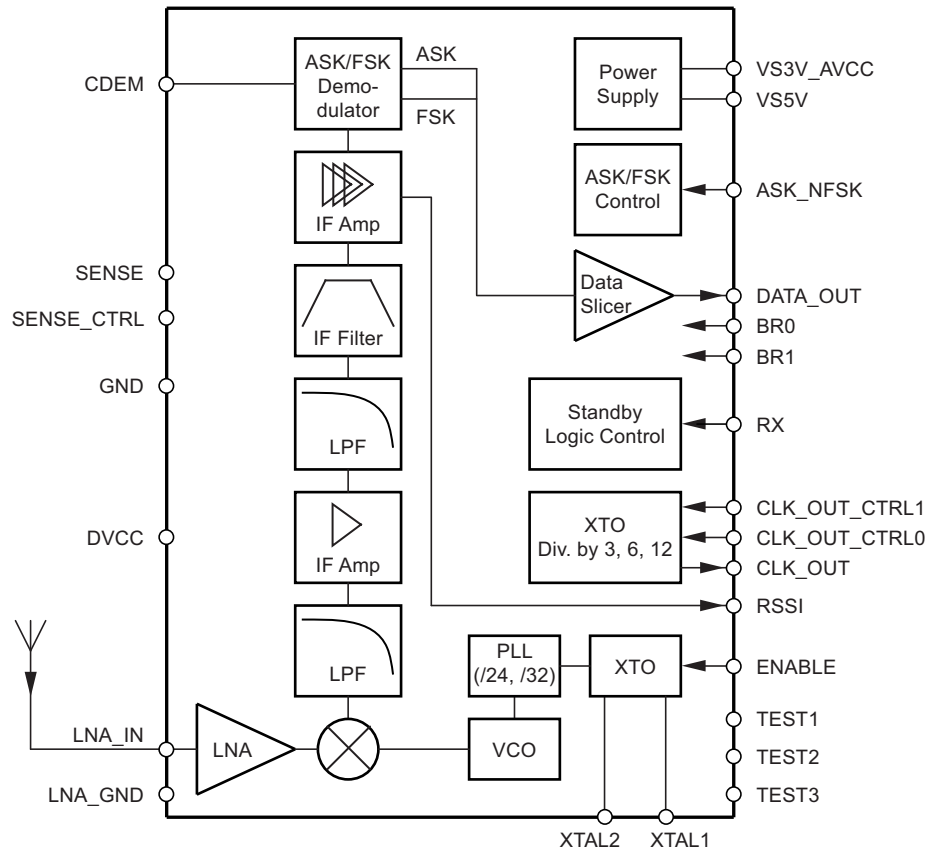 CDEM
SENSE
SENSE_CTRL
GND
DVCC
LNA_IN
LNA_GND
ASK/FSK
Demo-
dulator
ASK
FSK
IF Amp
IF Filter
LPF
IF Amp
LPF
LNA
VCO
PLL
(/24, /32)
XTO
Power
Supply
ASK/FSK
Control
Data
Slicer
Standby
Logic Control
XTO
Div. by 3, 6, 12
VS3V_AVCC
VS5V
ASK_NFSK
DATA_OUT
BR0
BR1
RX
CLK_OUT_CTRL1
CLK_OUT_CTRL0
CLK_OUT
RSSI
ENABLE
TEST1
TEST2
TEST3
XTAL2
XTAL1